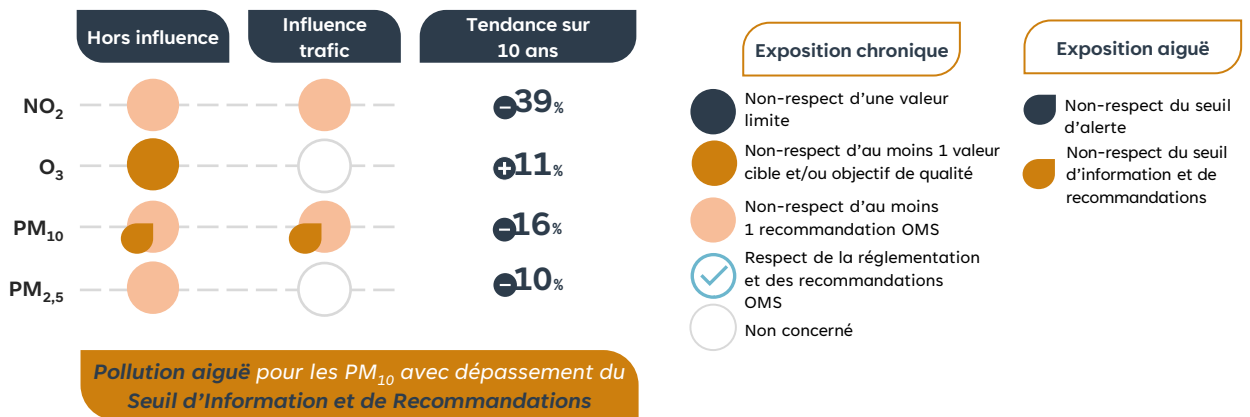 Hors influence
Influence
trafic
Tendance sur
10 ans
NO2
-39%
O3
+11%
PM10
-16%
PM2,5
-10%
Pollution aiguë pour les PM10 avec dépassement du
Seuil d'Information et de Recommandations
Exposition chronique
Non-respect d'une valeur
limite
Non-respect d'au moins 1 valeur
cible et/ou objectif de qualité
Non-respect d'au moins
1 recommandation OMS
Respect de la réglementation
et des recommandations
OMS
Non concerné
Exposition aiguë
Non-respect du seuil
d'alerte
Non-respect du seuil
d'information et de
recommandations